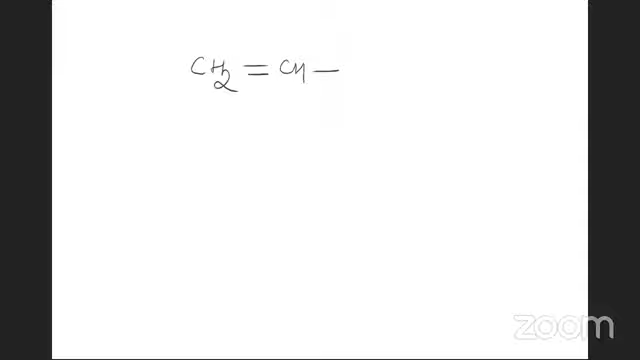 CH₂ = CH –
zoom